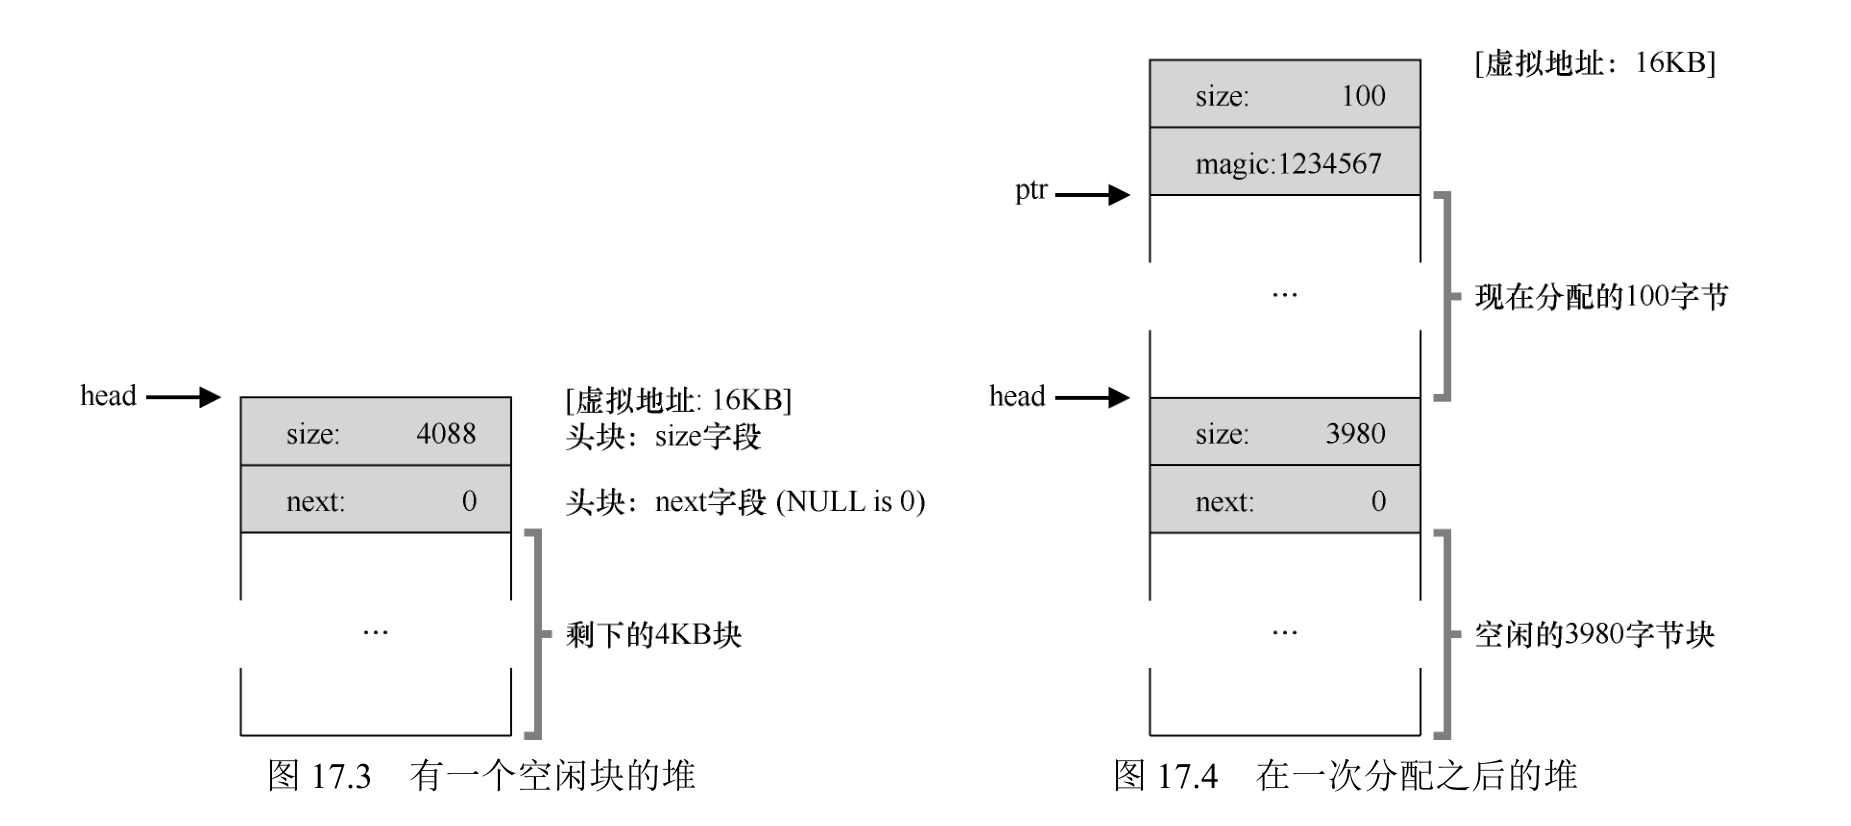 head
[虚拟地址: 16KB]
size: 4088
头块：size字段
next: 0
头块：next字段 (NULL is 0)
...
剩下的4KB块
图 17.3 有一个空闲块的堆
[虚拟地址：16KB]
size: 100
magic:1234567
ptr
...
现在分配的100字节
head
size: 3980
next: 0
...
空闲的3980字节块
图 17.4 在一次分配之后的堆